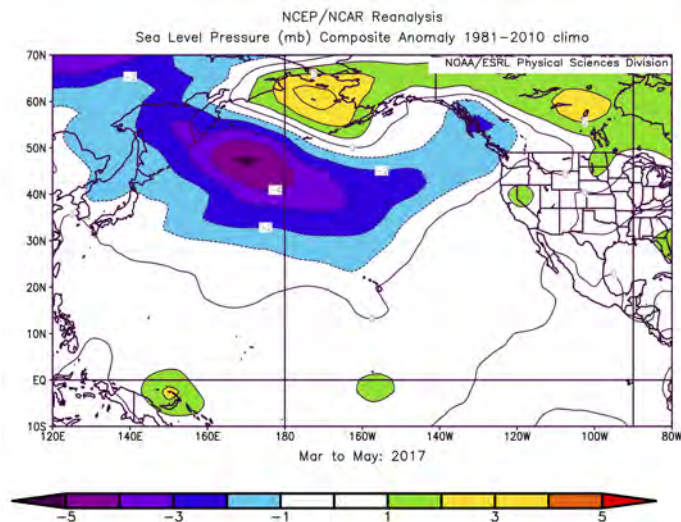 NCEP/NCAR Reanalysis
Sea Level Pressure (mb) Composite Anomaly 1981−2010 climo
NOAA/ESRL Physical Sciences Division
70N
60N
50N
40N
30N
20N
10N
EQ
10S
120E 140E 160E 180 160W 140W 120W 100W 80W
Mar to May: 2017
−5 −3 −1 1 3 5